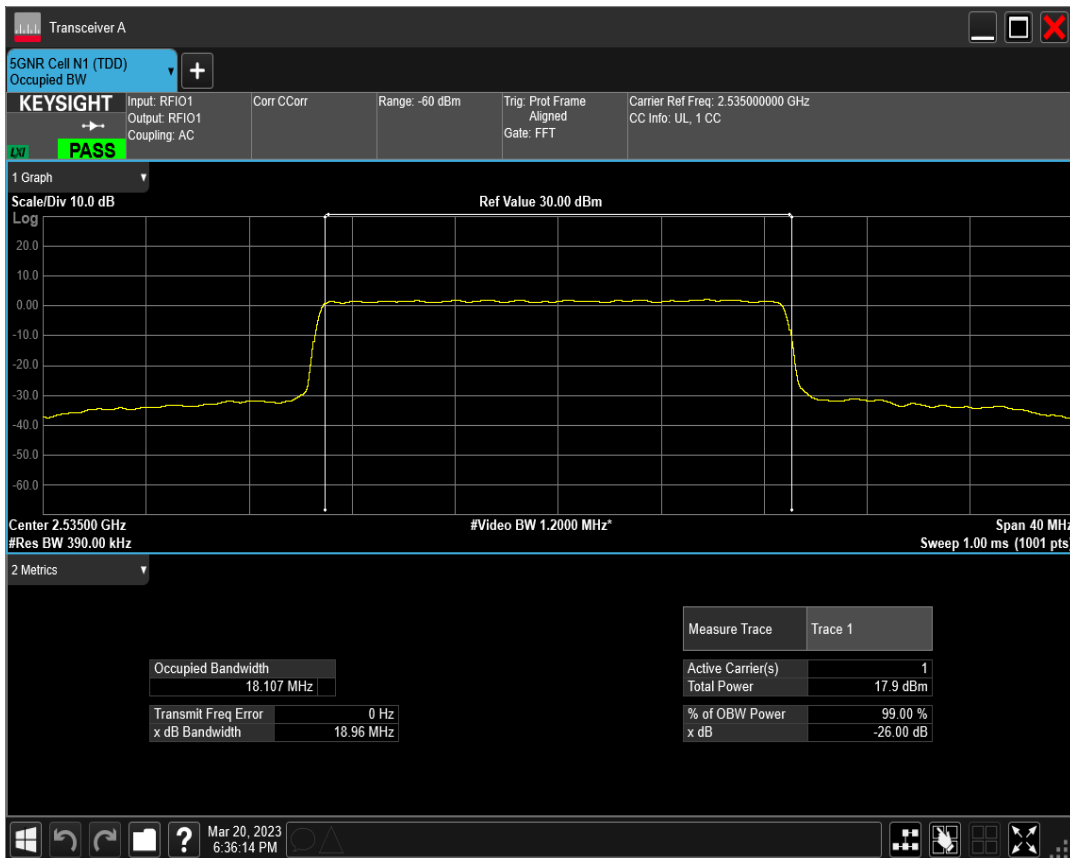 Transceiver A
5GNR Cell N1 (TDD)
Occupied BW
+
KEYSIGHT
LXI
PASS
Input: RFIO1
Output: RFIO1
Coupling: AC
Corr CCorr
Range: -60 dBm
Trig: Prot Frame
Aligned
Gate: FFT
Carrier Ref Freq: 2.535000000 GHz
CC Info: UL, 1 CC
1 Graph
Scale/Div 10.0 dB
Ref Value 30.00 dBm
Log
20.0
10.0
0.00
-10.0
-20.0
-30.0
-40.0
-50.0
-60.0
Center 2.53500 GHz
#Video BW 1.2000 MHz*
Span 40 MHz
#Res BW 390.00 kHz
Sweep 1.00 ms (1001 pts)
2 Metrics
Measure Trace Trace 1
Occupied Bandwidth
18.107 MHz
Active Carrier(s) 1
Total Power 17.9 dBm
Transmit Freq Error 0 Hz
x dB Bandwidth 18.96 MHz
% of OBW Power 99.00 %
x dB -26.00 dB
?
Mar 20, 2023
6:36:14 PM